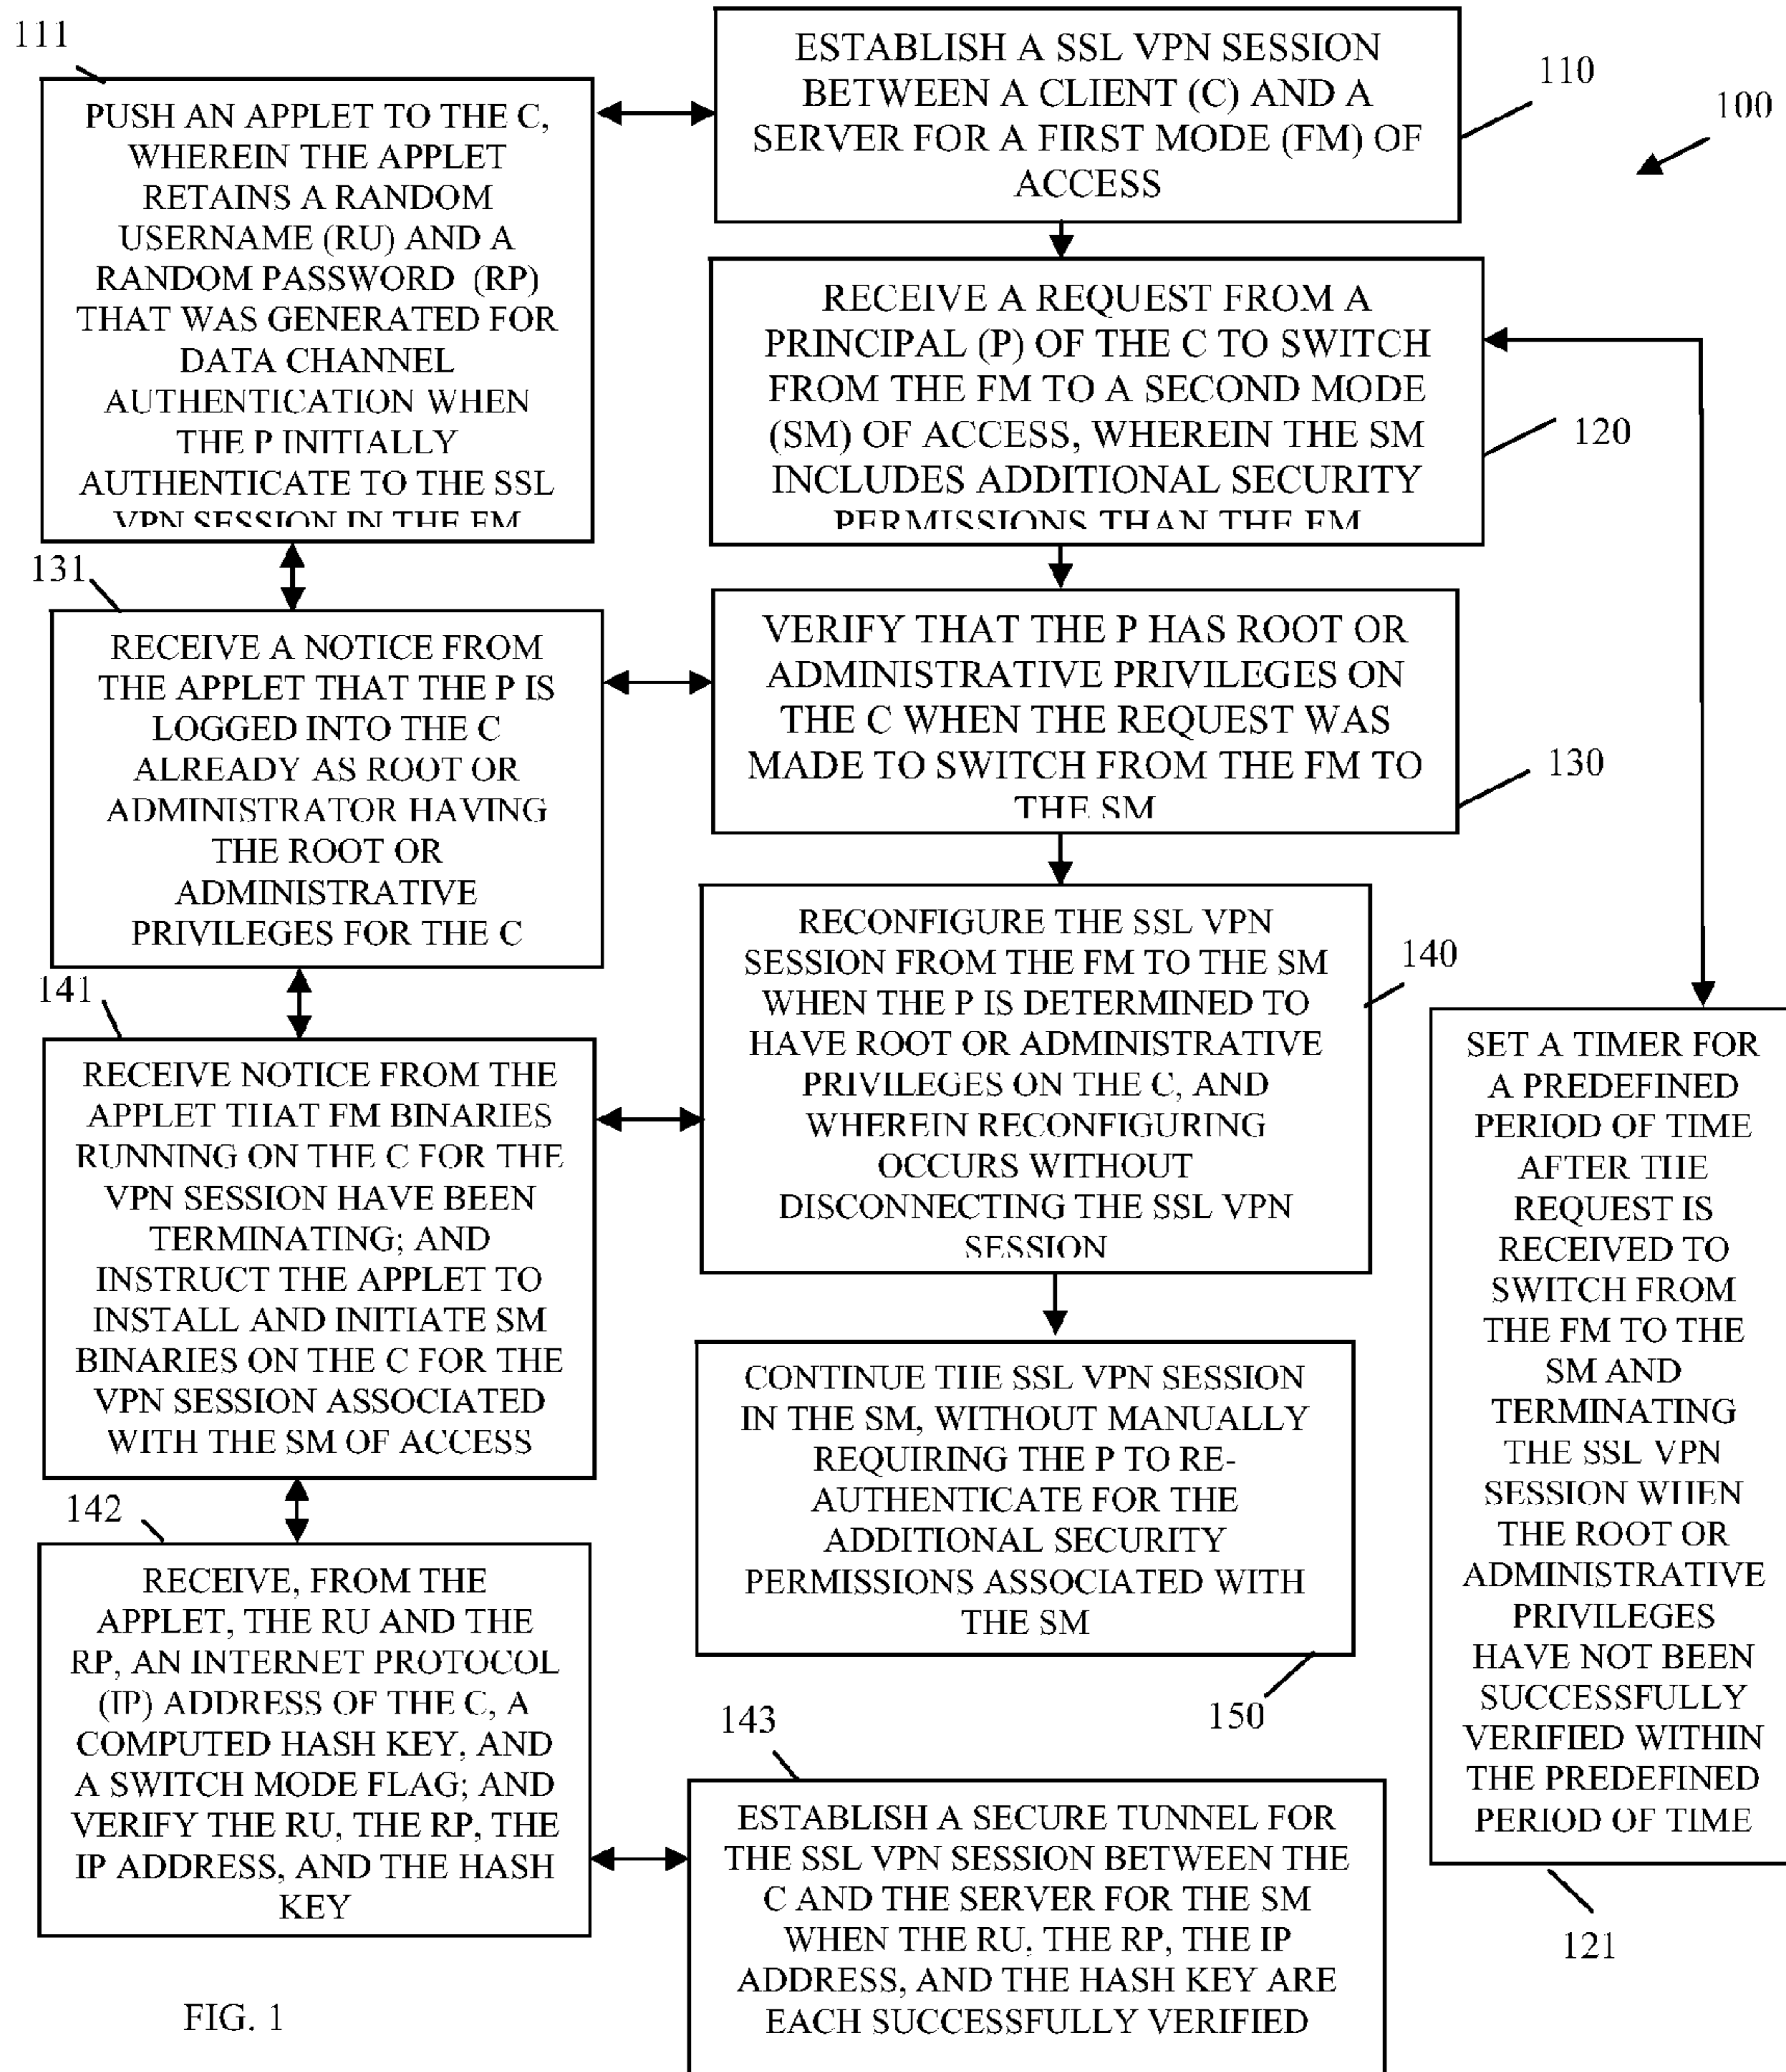 111
PUSH AN APPLET TO THE C,
WHEREIN THE APPLET
RETAINS A RANDOM
USERNAME (RU) AND A
RANDOM PASSWORD (RP)
THAT WAS GENERATED FOR
DATA CHANNEL
AUTHENTICATION WHEN
THE P INITIALLY
AUTHENTICATE TO THE SSL
VPN SESSION IN THE FM
ESTABLISH A SSL VPN SESSION
BETWEEN A CLIENT (C) AND A
SERVER FOR A FIRST MODE (FM) OF
ACCESS
110
100
RECEIVE A REQUEST FROM A
PRINCIPAL (P) OF THE C TO SWITCH
FROM THE FM TO A SECOND MODE
(SM) OF ACCESS, WHEREIN THE SM
INCLUDES ADDITIONAL SECURITY
PERMISSIONS THAN THE FM
120
131
RECEIVE A NOTICE FROM
THE APPLET THAT THE P IS
LOGGED INTO THE C
ALREADY AS ROOT OR
ADMINISTRATOR HAVING
THE ROOT OR
ADMINISTRATIVE
PRIVILEGES FOR THE C
VERIFY THAT THE P HAS ROOT OR
ADMINISTRATIVE PRIVILEGES ON
THE C WHEN THE REQUEST WAS
MADE TO SWITCH FROM THE FM TO
THE SM
130
141
RECEIVE NOTICE FROM THE
APPLET THAT FM BINARIES
RUNNING ON THE C FOR THE
VPN SESSION HAVE BEEN
TERMINATING; AND
INSTRUCT THE APPLET TO
INSTALL AND INITIATE SM
BINARIES ON THE C FOR THE
VPN SESSION ASSOCIATED
WITH THE SM OF ACCESS
RECONFIGURE THE SSL VPN
SESSION FROM THE FM TO THE SM
WHEN THE P IS DETERMINED TO
HAVE ROOT OR ADMINISTRATIVE
PRIVILEGES ON THE C, AND
WHEREIN RECONFIGURING
OCCURS WITHOUT
DISCONNECTING THE SSL VPN
SESSION
140
SET A TIMER FOR
A PREDEFINED
PERIOD OF TIME
AFTER THE
REQUEST IS
RECEIVED TO
SWITCH FROM
THE FM TO THE
SM AND
TERMINATING
THE SSL VPN
SESSION WHEN
THE ROOT OR
ADMINISTRATIVE
PRIVILEGES
HAVE NOT BEEN
SUCCESSFULLY
VERIFIED WITHIN
THE PREDEFINED
PERIOD OF TIME
121
CONTINUE THE SSL VPN SESSION
IN THE SM, WITHOUT MANUALLY
REQUIRING THE P TO RE-
AUTHENTICATE FOR THE
ADDITIONAL SECURITY
PERMISSIONS ASSOCIATED WITH
THE SM
150
142
RECEIVE, FROM THE
APPLET, THE RU AND THE
RP, AN INTERNET PROTOCOL
(IP) ADDRESS OF THE C, A
COMPUTED HASH KEY, AND
A SWITCH MODE FLAG; AND
VERIFY THE RU, THE RP, THE
IP ADDRESS, AND THE HASH
KEY
143
ESTABLISH A SECURE TUNNEL FOR
THE SSL VPN SESSION BETWEEN THE
C AND THE SERVER FOR THE SM
WHEN THE RU, THE RP, THE IP
ADDRESS, AND THE HASH KEY ARE
EACH SUCCESSFULLY VERIFIED
FIG. 1